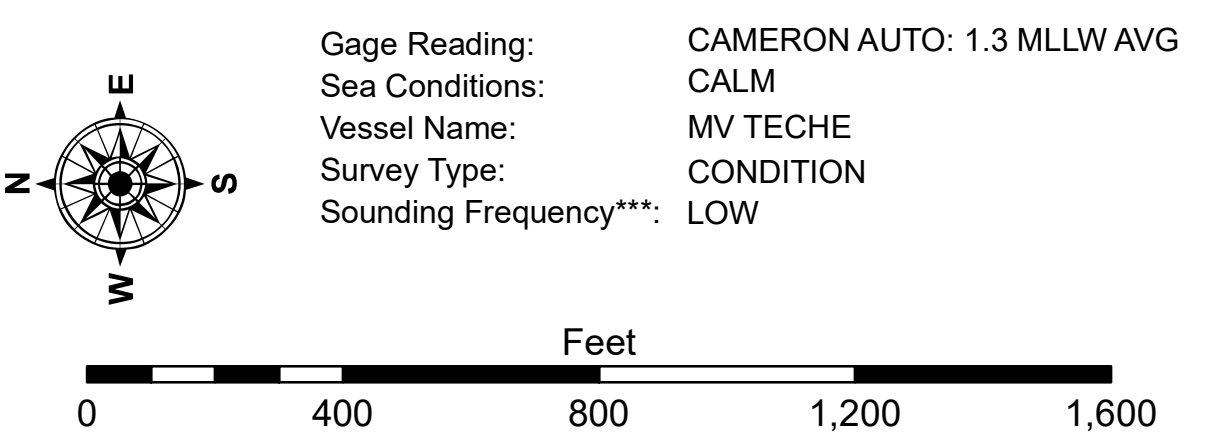 E
N
S
W
Gage Reading: CAMERON AUTO: 1.3 MLLW AVG
Sea Conditions: CALM
Vessel Name: MV TECHE
Survey Type: CONDITION
Sounding Frequency***: LOW
Feet
0 400 800 1,200 1,600